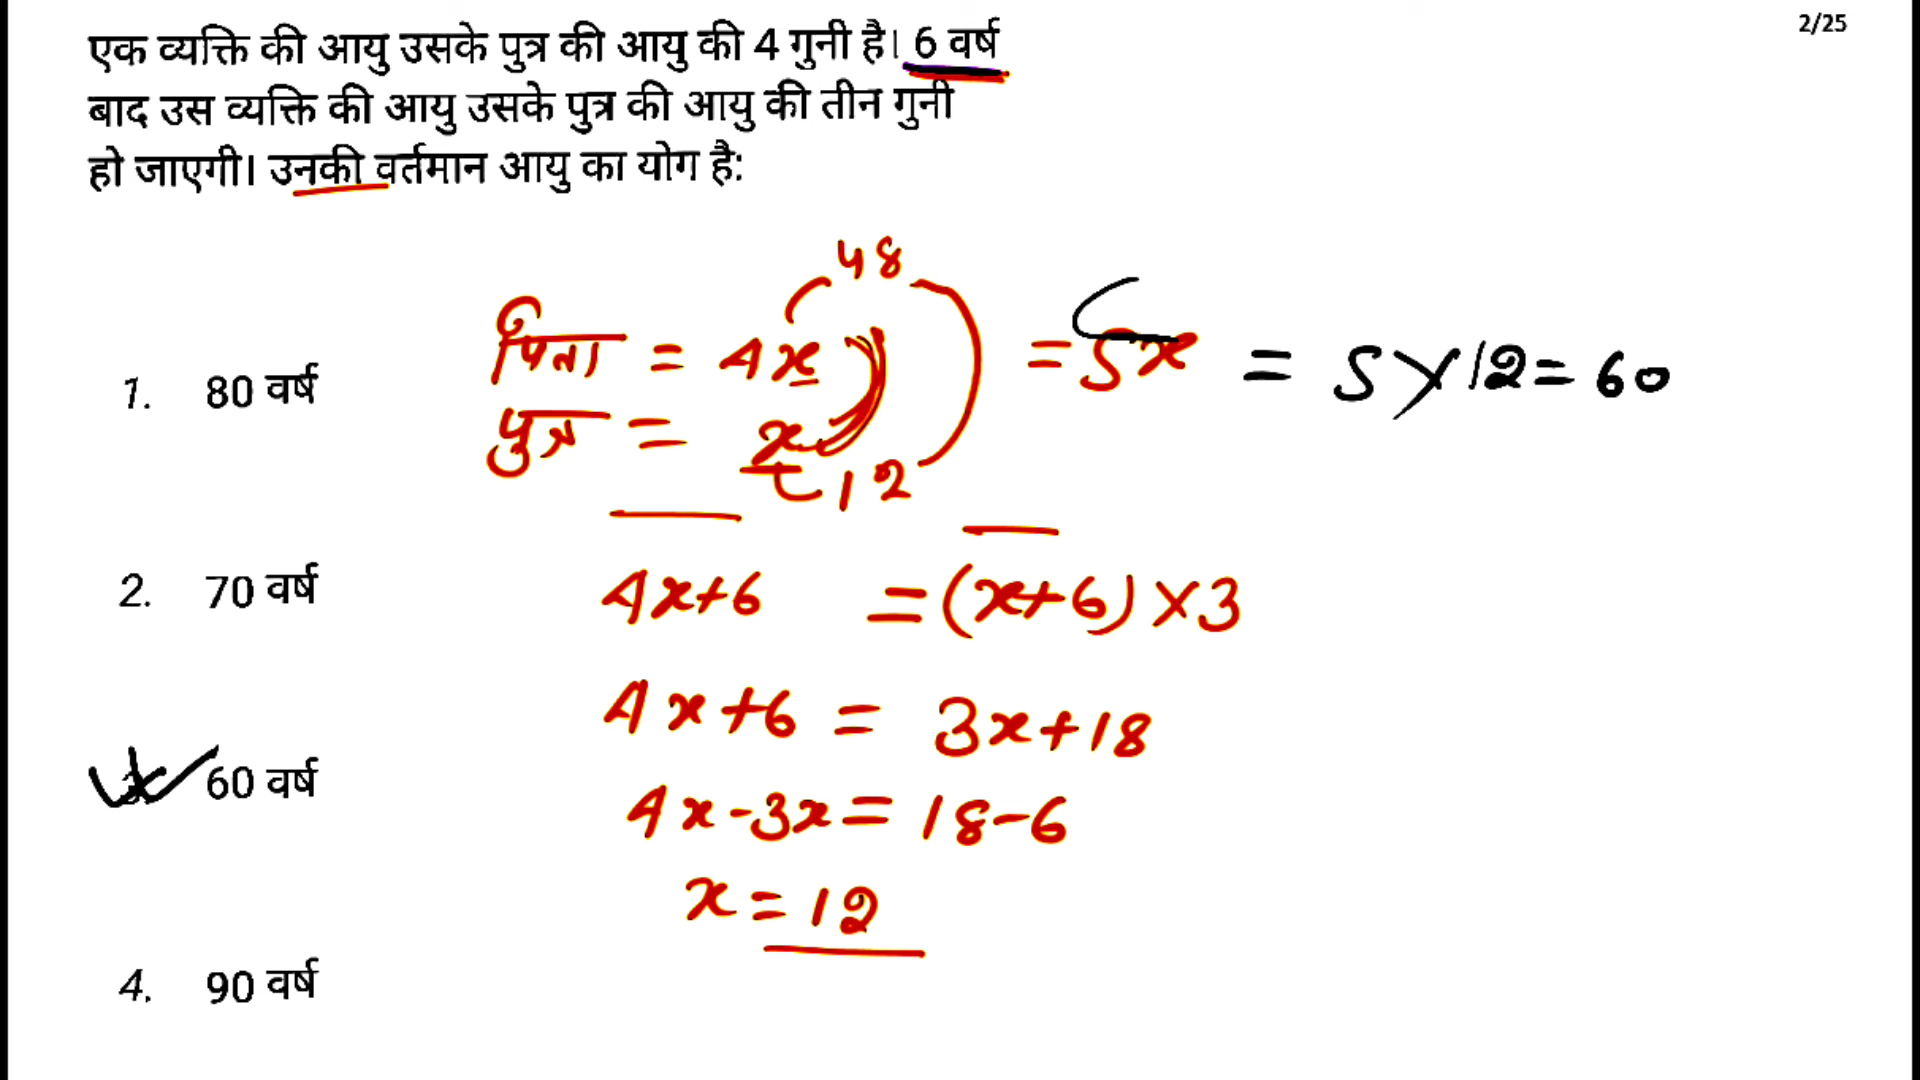 2/25
एक व्यक्ति की आयु उसके पुत्र की आयु की 4 गुनी है। 6 वर्ष
बाद उस व्यक्ति की आयु उसके पुत्र की आयु की तीन गुनी
हो जाएगी। उनकी वर्तमान आयु का योग है:
48
पिता = 4x = 5x = 5×12=60
1. 80 वर्ष
पुत्र = x
12
2. 70 वर्ष
4x+6 =(x+6)×3
4x+6 = 3x+18
60 वर्ष
4x-3x= 18-6
x=12
4. 90 वर्ष